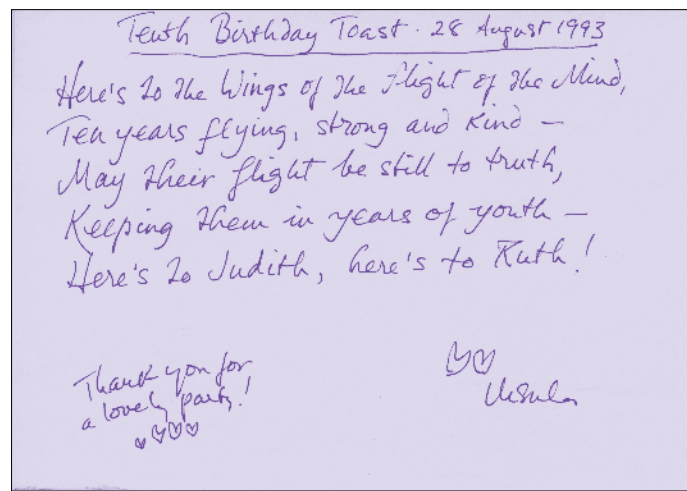 Tenth Birthday Toast · 28 August 1993
Here's to the Wings of the Flight of the Mind,
Ten years flying, strong and kind —
May their flight be still to truth,
Keeping them in years of youth —
Here's to Judith, here's to Ruth!
Thank you for
a lovely party!
Ursula